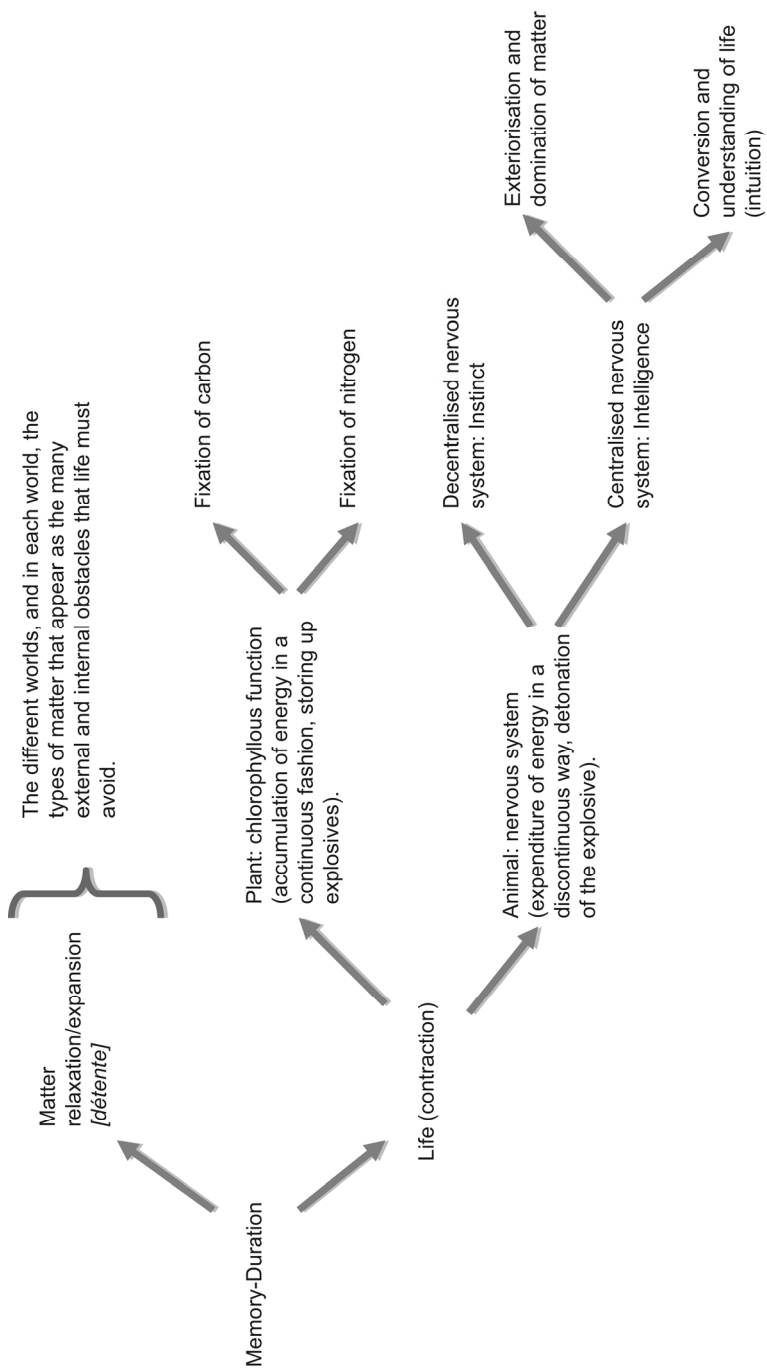 Memory-Duration
Matter
relaxation/expansion
[détente]
The different worlds, and in each world, the
types of matter that appear as the many
external and internal obstacles that life must
avoid.
Life (contraction)
Plant: chlorophyllous function
(accumulation of energy in a
continuous fashion, storing up
explosives).
Fixation of carbon
Fixation of nitrogen
Animal: nervous system
(expenditure of energy in a
discontinuous way, detonation
of the explosive).
Decentralised nervous
system: Instinct
Centralised nervous
system: Intelligence
Exteriorisation and
domination of matter
Conversion and
understanding of life
(intuition)